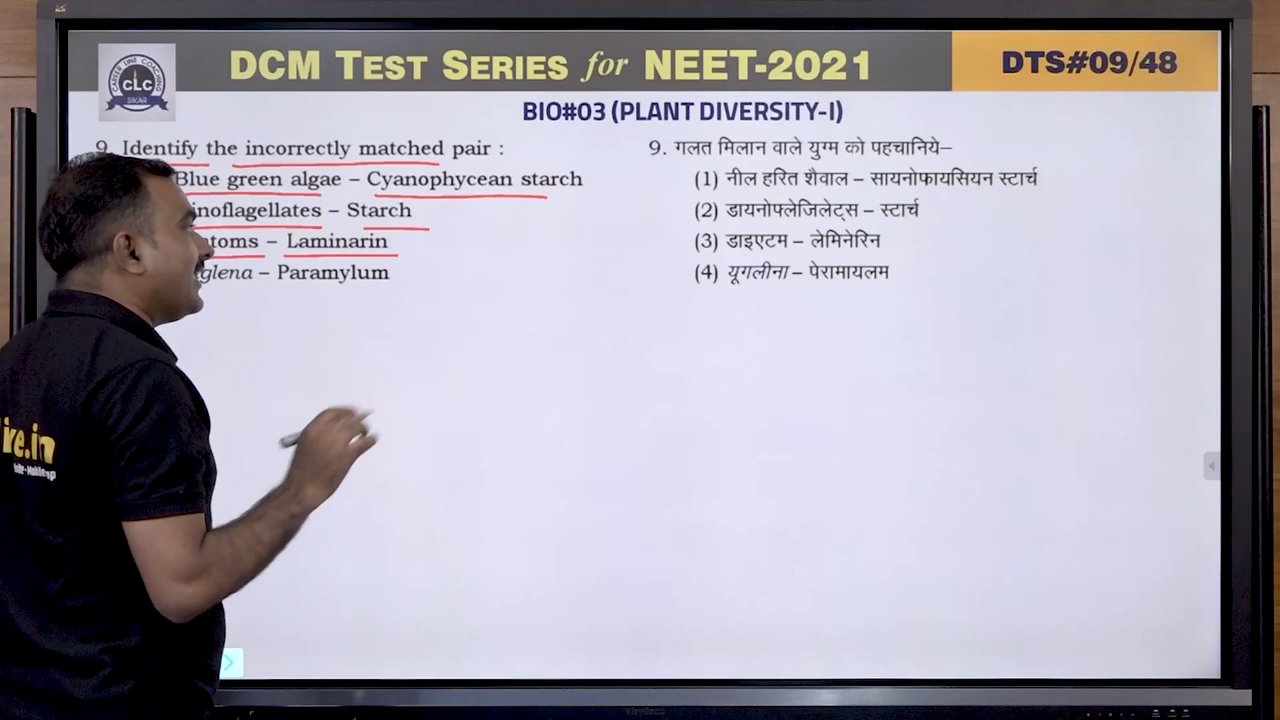 CLC
SIKAR
DCM TEST SERIES for NEET-2021
DTS#09/48
BIO#03 (PLANT DIVERSITY-I)
9. Identify the incorrectly matched pair :
Blue green algae – Cyanophycean starch
inoflagellates – Starch
toms – Laminarin
glena – Paramylum
9. गलत मिलान वाले युग्म को पहचानिये–
(1) नील हरित शैवाल – सायनोफायसियन स्टार्च
(2) डायनोफ्लेजिलेट्स – स्टार्च
(3) डाइएटम – लेमिनेरिन
(4) यूगलीना – पेरामायलम